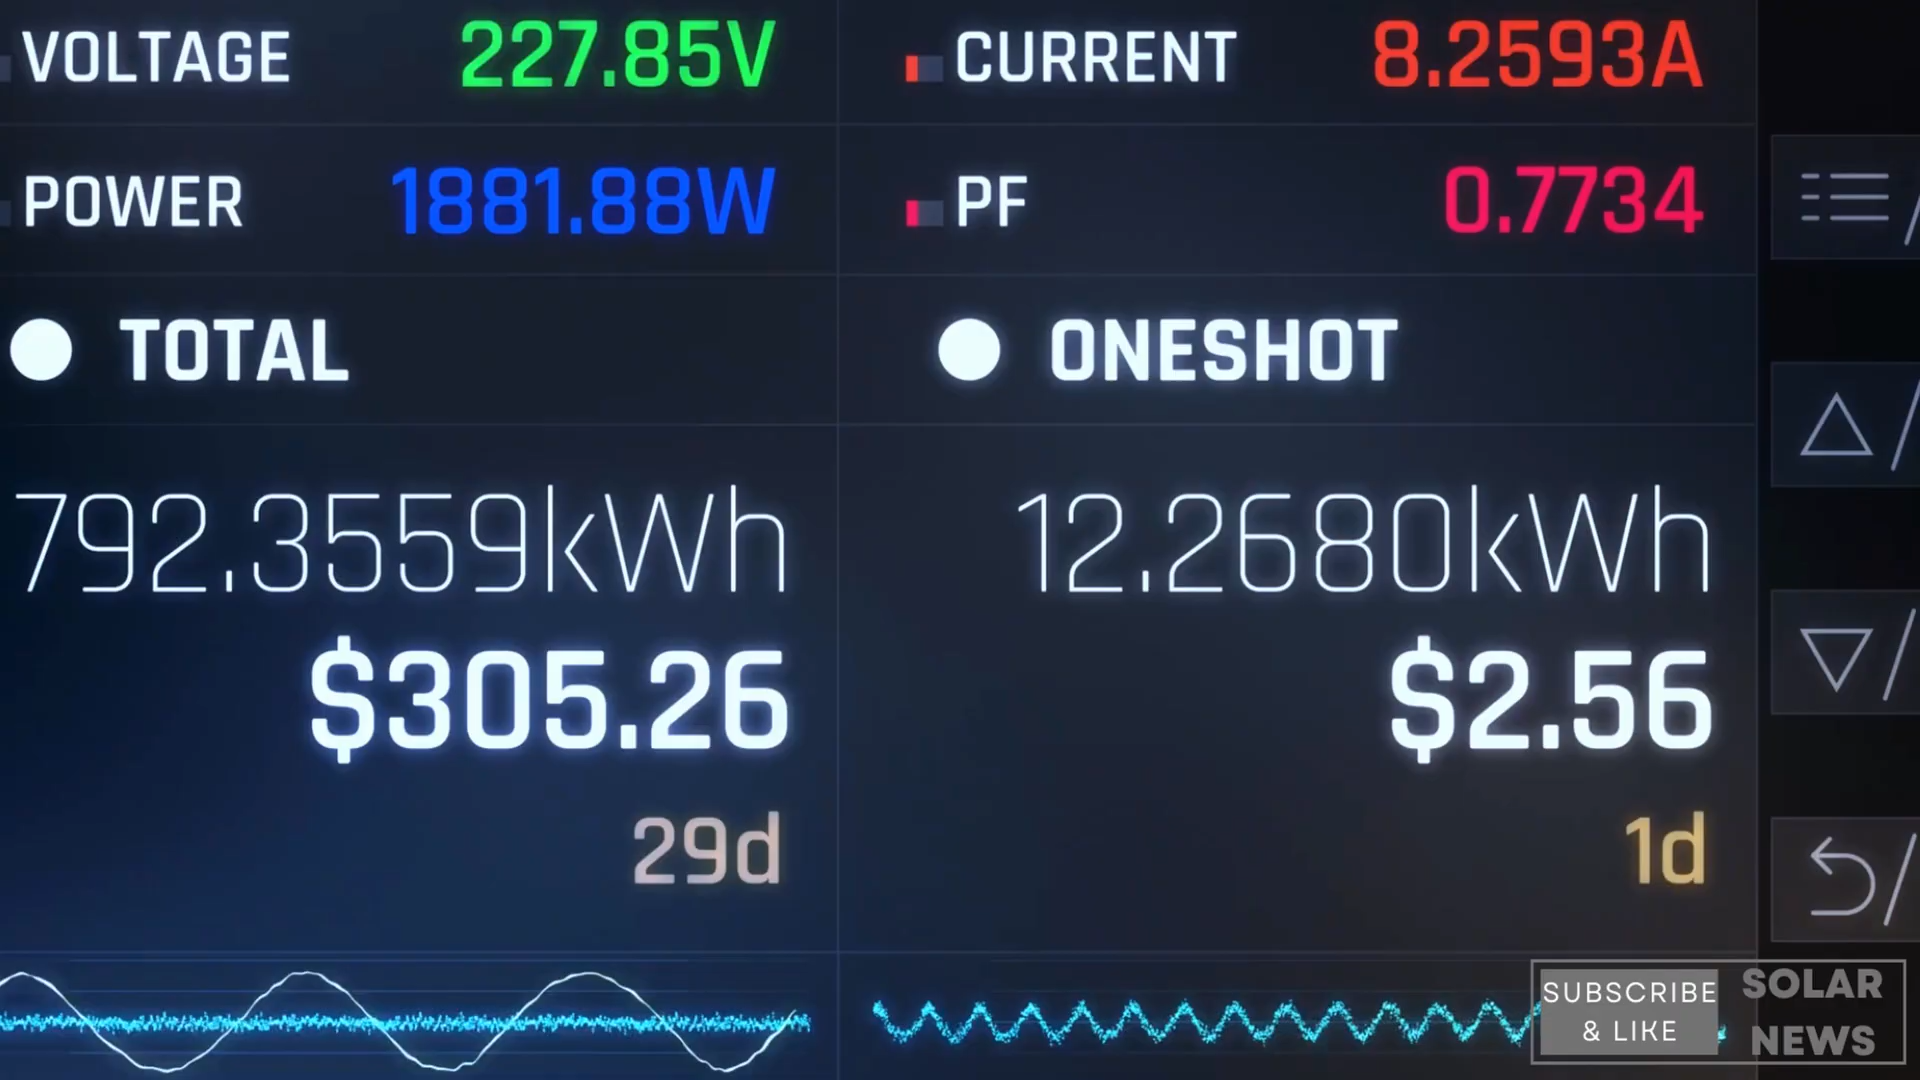 VOLTAGE 227.85V
CURRENT 8.2593A
POWER 1881.88W
PF 0.7734
TOTAL
ONESHOT
792.3559kWh
12.2680kWh
$305.26
$2.56
29d
1d
SUBSCRIBE
& LIKE
SOLAR
NEWS